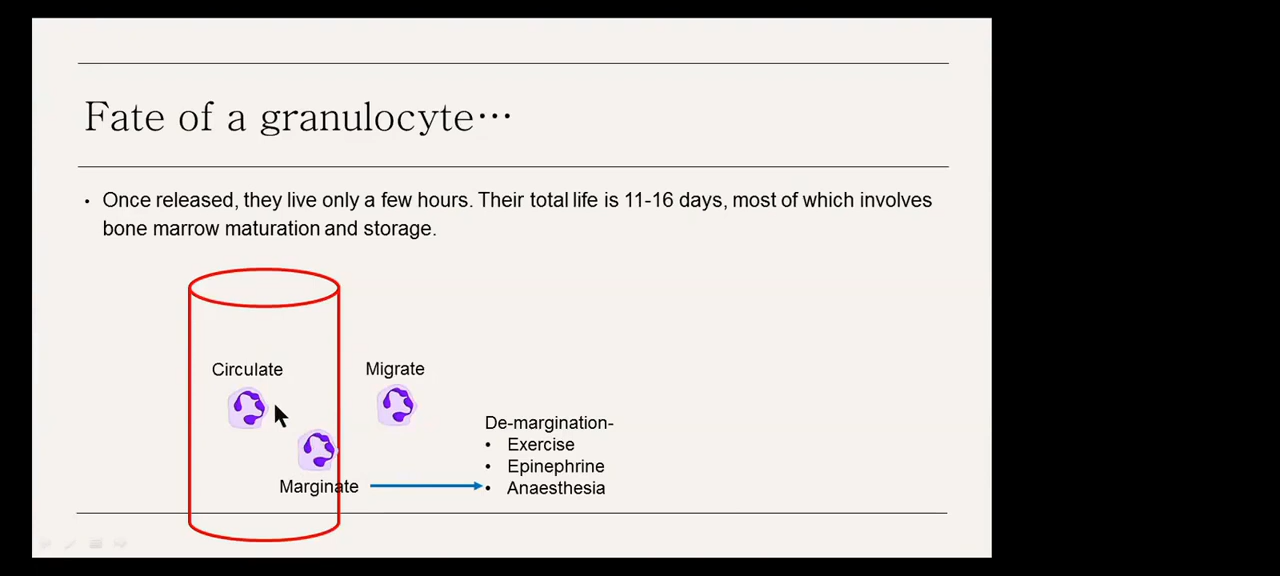 Fate of a granulocyte…
• Once released, they live only a few hours. Their total life is 11-16 days, most of which involves
bone marrow maturation and storage.
Circulate
Migrate
De-margination-
• Exercise
• Epinephrine
• Anaesthesia
Marginate